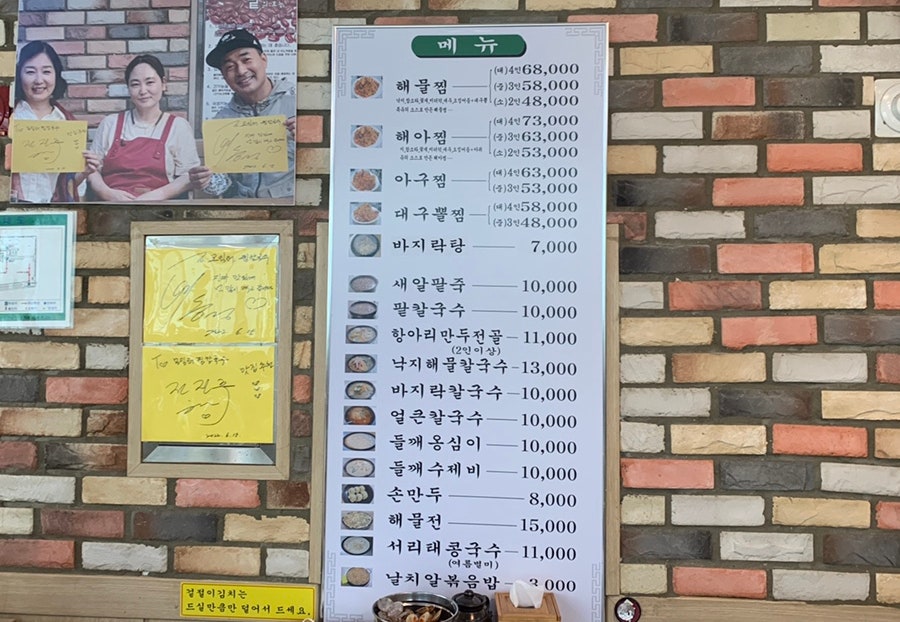 메뉴
해물찜 (대)4인 68,000
(중)3인 58,000
(소)2인 48,000
해아찜 (대)4인 73,000
(중)3인 63,000
(소)2인 53,000
아구찜 (대)4인 63,000
(중)3인 53,000
대구뽈찜 (대)4인 58,000
(중)3인 48,000
바지락탕 7,000
새알팥죽 10,000
팥칼국수 10,000
항아리만두전골 11,000
(2인이상)
낙지해물칼국수 13,000
바지락칼국수 10,000
얼큰칼국수 10,000
들깨옹심이 10,000
들깨수제비 10,000
손만두 8,000
해물전 15,000
서리태콩국수 11,000
(여름별미)
날치알볶음밥 3,000
겉절이김치는
드실만큼만 덜어서 드세요.